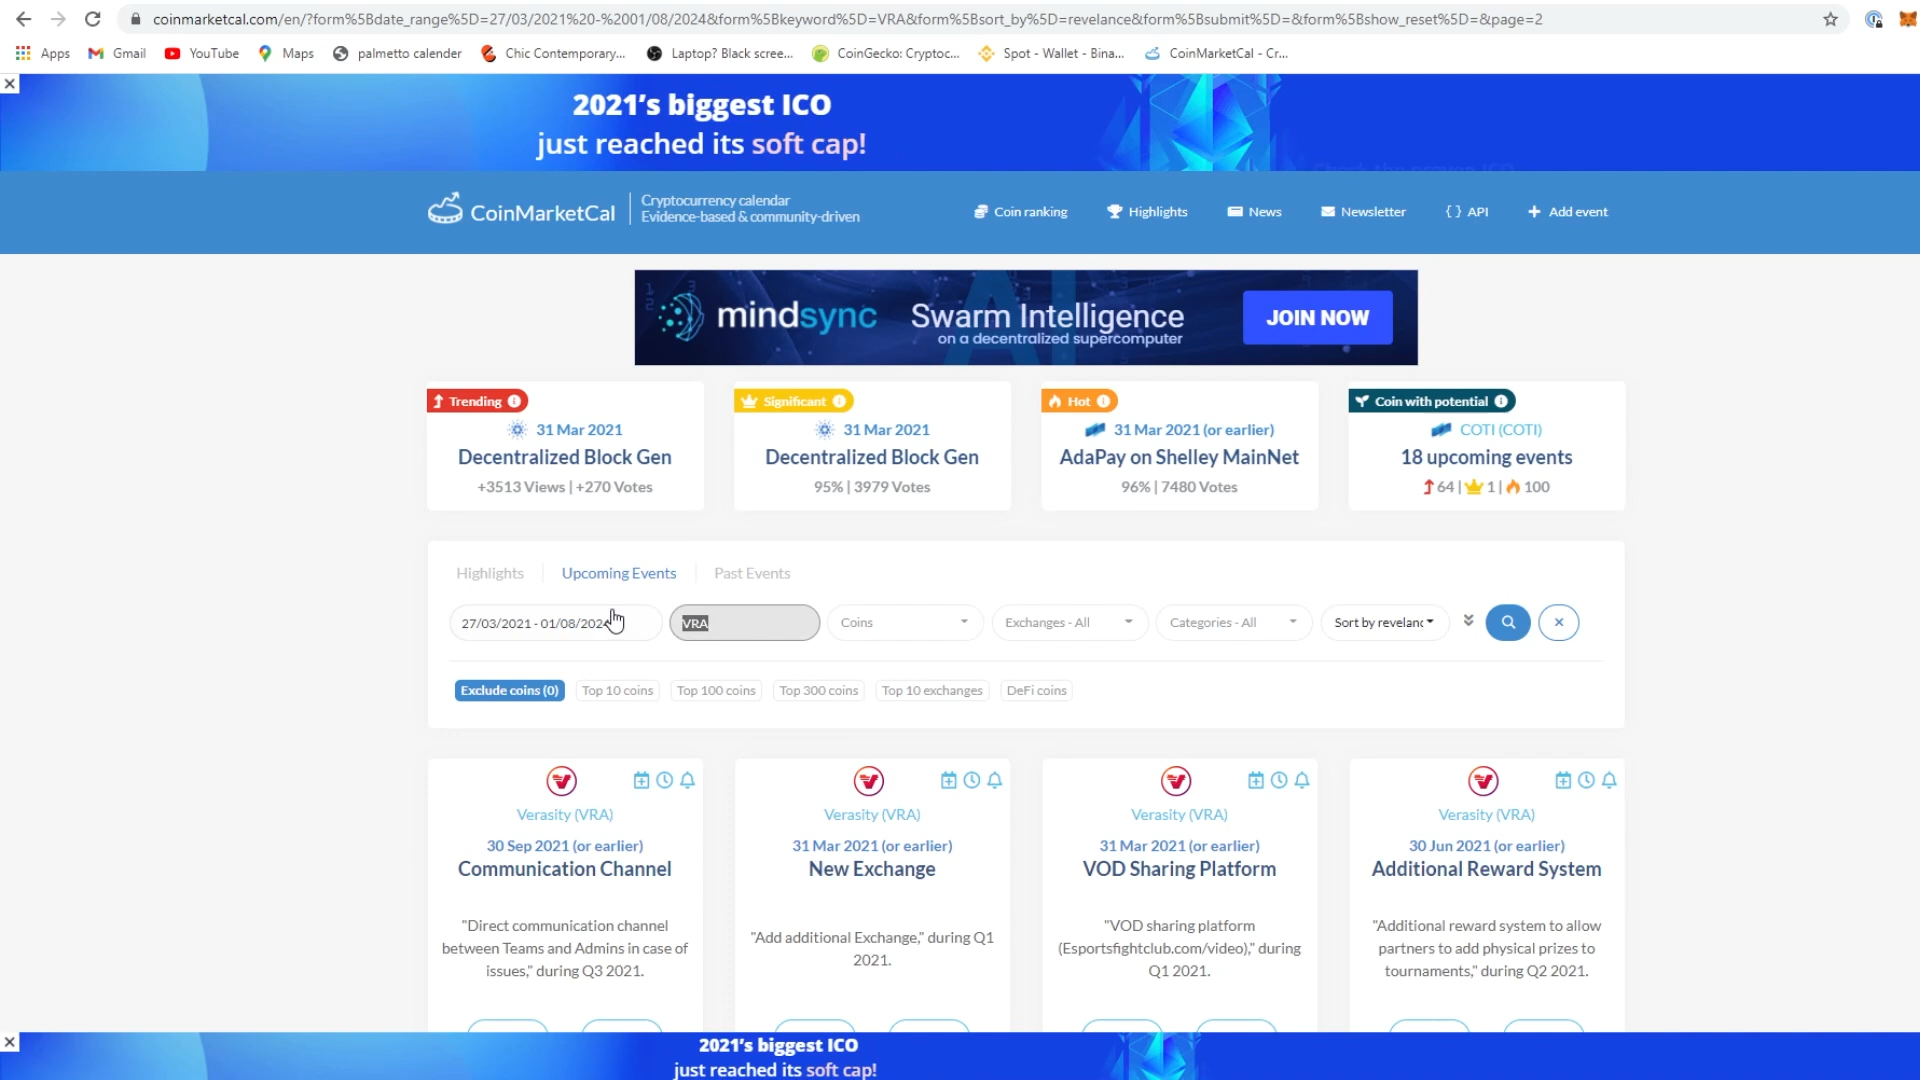 coinmarketcal.com/en/?form%5Bdate_range%5D=27/03/2021%20-%2001/08/2024&form%5Bkeyword%5D=VRA&form%5Bsort_by%5D=revelance&form%5Bsubmit%5D=&form%5Bshow_reset%5D=&page=2
Apps Gmail YouTube Maps palmetto calender Chic Contemporary... Laptop? Black scree... CoinGecko: Cryptoc... Spot - Wallet - Bina... CoinMarketCal - Cr...
2021's biggest ICO
just reached its soft cap!
CoinMarketCal
Cryptocurrency calendar
Evidence-based & community-driven
Coin ranking Highlights News Newsletter {} API + Add event
mindsync Swarm Intelligence
on a decentralized supercomputer
JOIN NOW
Trending
31 Mar 2021
Decentralized Block Gen
+3513 Views | +270 Votes
Significant
31 Mar 2021
Decentralized Block Gen
95% | 3979 Votes
Hot
31 Mar 2021 (or earlier)
AdaPay on Shelley MainNet
96% | 7480 Votes
Coin with potential
COTI (COTI)
18 upcoming events
64 | 1 | 100
Highlights Upcoming Events Past Events
27/03/2021 - 01/08/2024 VRA Coins Exchanges - All Categories - All Sort by revelanc
Exclude coins (0) Top 10 coins Top 100 coins Top 300 coins Top 10 exchanges DeFi coins
Verasity (VRA)
30 Sep 2021 (or earlier)
Communication Channel
"Direct communication channel
between Teams and Admins in case of
issues," during Q3 2021.
Verasity (VRA)
31 Mar 2021 (or earlier)
New Exchange
"Add additional Exchange," during Q1
2021.
Verasity (VRA)
31 Mar 2021 (or earlier)
VOD Sharing Platform
"VOD sharing platform
(Esportsfightclub.com/video)," during
Q1 2021.
Verasity (VRA)
30 Jun 2021 (or earlier)
Additional Reward System
"Additional reward system to allow
partners to add physical prizes to
tournaments," during Q2 2021.
2021's biggest ICO
just reached its soft cap!